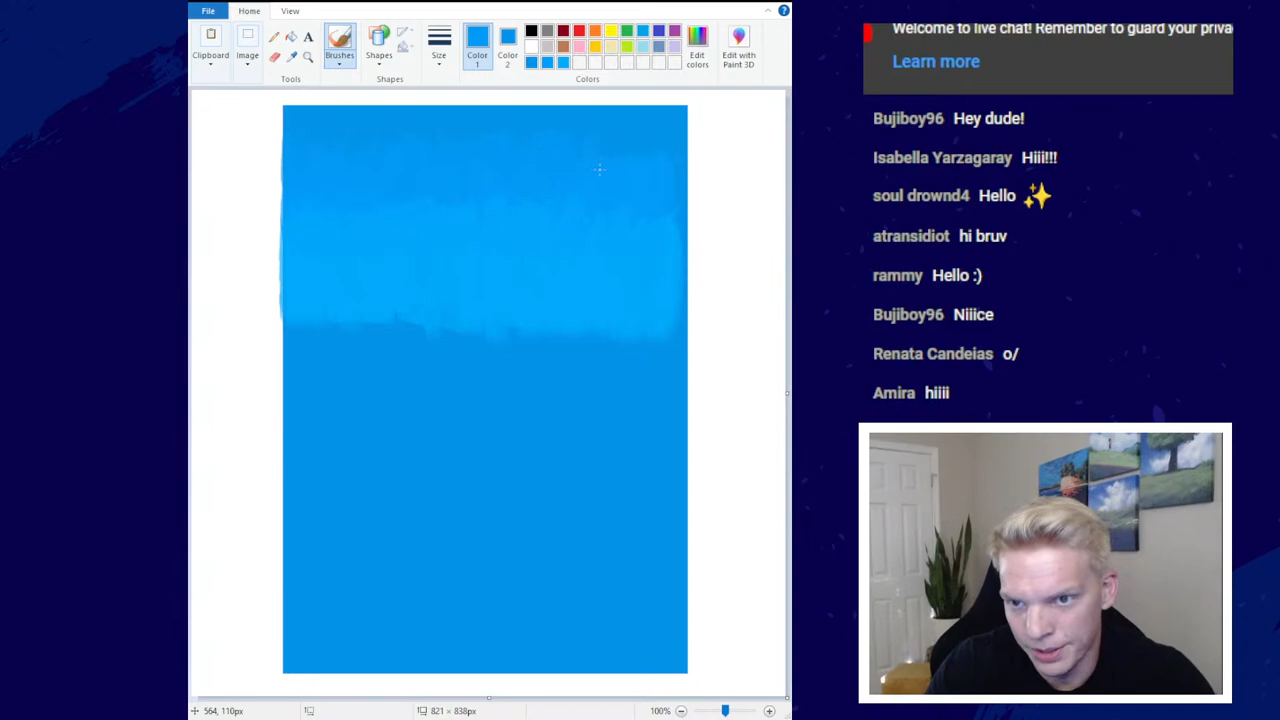 File Home View
Clipboard
Image
Tools
Brushes
Shapes
Shapes
Size
Color 1
Color 2
Edit colors
Colors
Edit with Paint 3D
Welcome to live chat! Remember to guard your priva
Learn more
Bujiboy96 Hey dude!
Isabella Yarzagaray Hiii!!!
soul drownd4 Hello ✨
atransidiot hi bruv
rammy Hello :)
Bujiboy96 Niiice
Renata Candeias o/
Amira hiiii
564, 110px
821 × 838px
100%